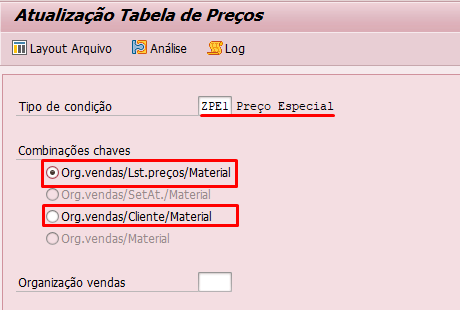 Atualização Tabela de Preços
Layout Arquivo Análise Log
Tipo de condição ZPE1 Preço Especial
Combinações chaves
Org.vendas/Lst.preços/Material
Org.vendas/SetAt./Material
Org.vendas/Cliente/Material
Org.vendas/Material
Organização vendas